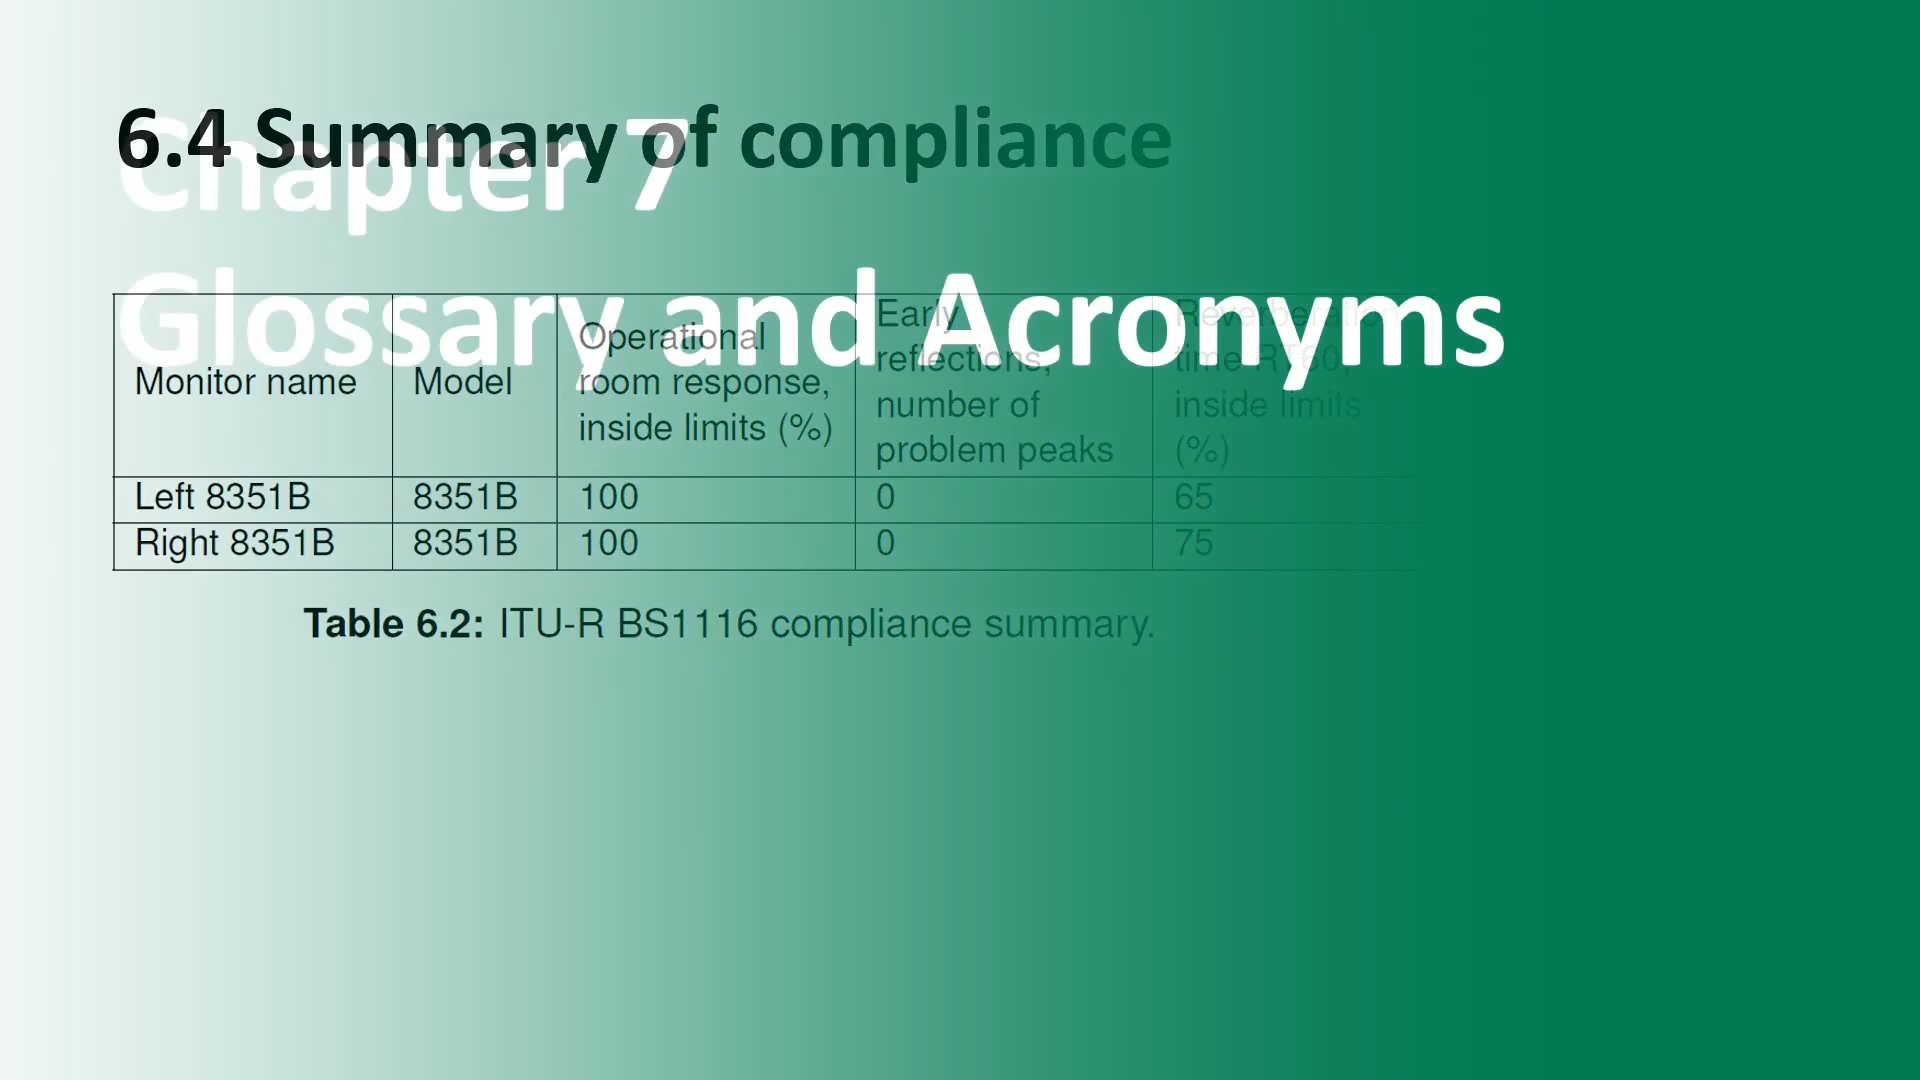 6.4 Summary of compliance
Chapter 7
Glossary and Acronyms
Monitor name
Model
Operational
room response,
inside limits (%)
Early
reflections,
number of
problem peaks
Reverberation
time RT60,
inside limits
(%)
Left 8351B 8351B 100 0 65
Right 8351B 8351B 100 0 75
Table 6.2: ITU-R BS1116 compliance summary.